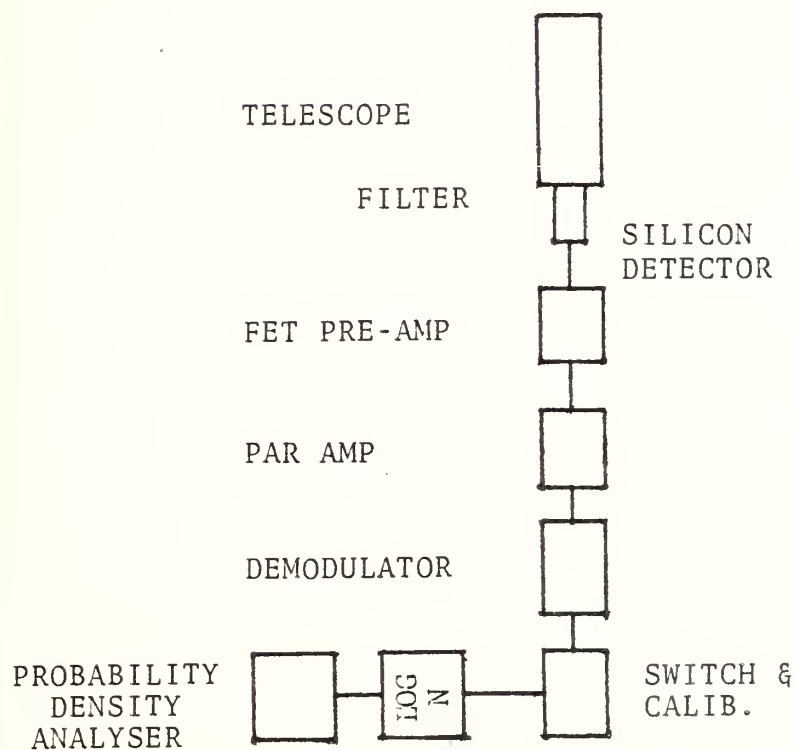 TELESCOPE
FILTER
SILICON
DETECTOR
FET PRE-AMP
PAR AMP
DEMODULATOR
PROBABILITY
DENSITY
ANALYSER
LOG
N
SWITCH &
CALIB.